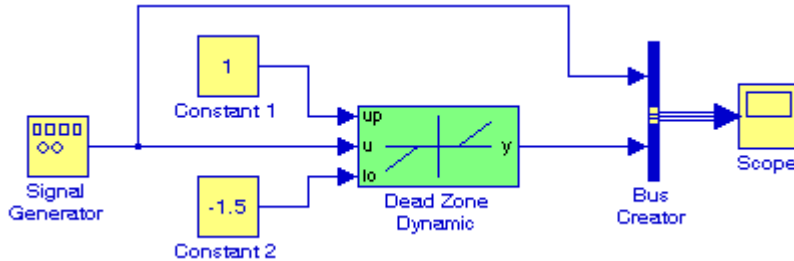 1
Constant 1
up
u
lo
y
Dead Zone
Dynamic
Signal
Generator
-1.5
Constant 2
Bus
Creator
Scope